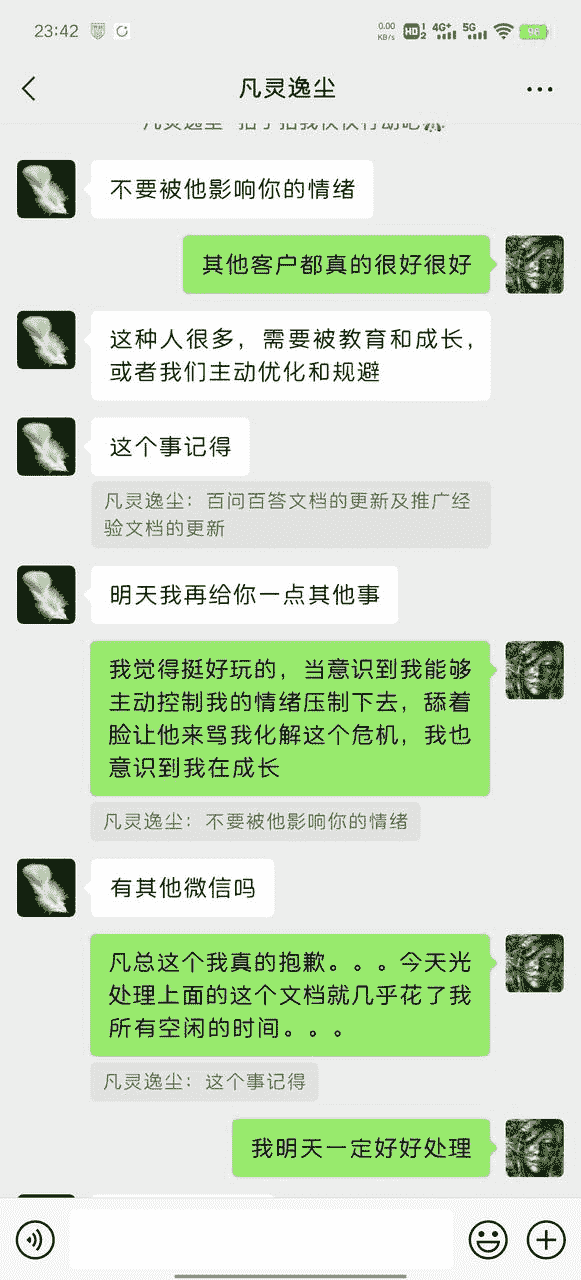 23:42
0.00
KB/s
HD 1
2
4G+
5G
凡灵逸尘
凡灵逸尘 拍了拍我
不要被他影响你的情绪
其他客户都真的很好很好
这种人很多，需要被教育和成长，
或者我们主动优化和规避
这个事记得
凡灵逸尘：百问百答文档的更新及推广经
验文档的更新
明天我再给你一点其他事
我觉得挺好玩的，当意识到我能够
主动控制我的情绪压制下去，舔着
脸让他来骂我化解这个危机，我也
意识到我在成长
凡灵逸尘：不要被他影响你的情绪
有其他微信吗
凡总这个我真的抱歉。。。今天光
处理上面的这个文档就几乎花了我
所有空闲的时间。。。
凡灵逸尘：这个事记得
我明天一定好好处理